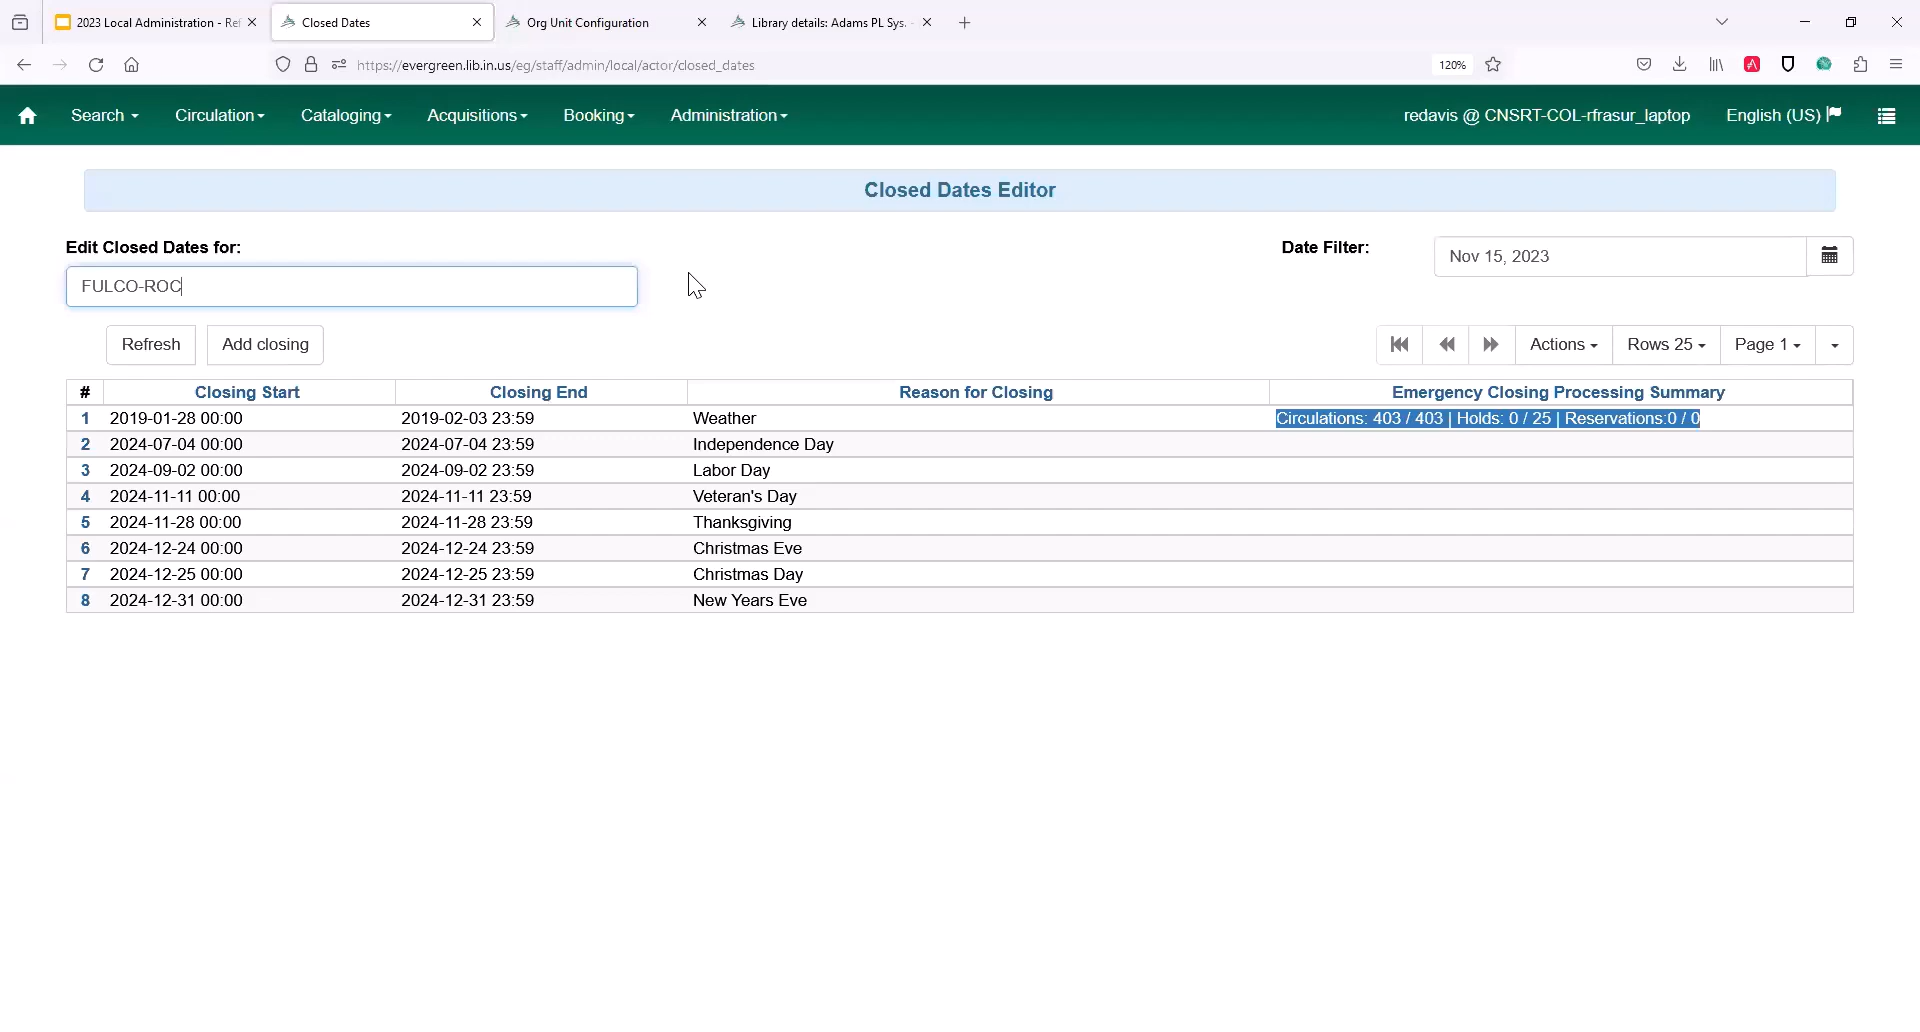 2023 Local Administration - Ref
Closed Dates
Org Unit Configuration
Library details: Adams PL Sys. -
https://evergreen.lib.in.us/eg/staff/admin/local/actor/closed_dates
120%
Search
Circulation
Cataloging
Acquisitions
Booking
Administration
redavis @ CNSRT-COL-rfrasur_laptop
English (US)
Closed Dates Editor
Edit Closed Dates for:
FULCO-ROC
Date Filter:
Nov 15, 2023
Refresh
Add closing
Actions
Rows 25
Page 1
# Closing Start Closing End Reason for Closing Emergency Closing Processing Summary
1 2019-01-28 00:00 2019-02-03 23:59 Weather Circulations: 403 / 403 | Holds: 0 / 25 | Reservations:0 / 0
2 2024-07-04 00:00 2024-07-04 23:59 Independence Day
3 2024-09-02 00:00 2024-09-02 23:59 Labor Day
4 2024-11-11 00:00 2024-11-11 23:59 Veteran's Day
5 2024-11-28 00:00 2024-11-28 23:59 Thanksgiving
6 2024-12-24 00:00 2024-12-24 23:59 Christmas Eve
7 2024-12-25 00:00 2024-12-25 23:59 Christmas Day
8 2024-12-31 00:00 2024-12-31 23:59 New Years Eve